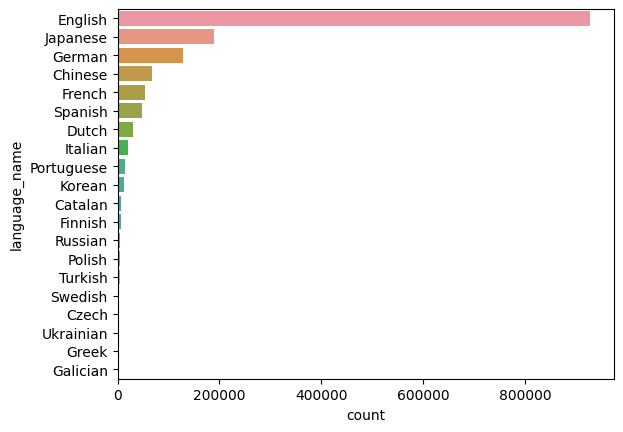 language_name
English
Japanese
German
Chinese
French
Spanish
Dutch
Italian
Portuguese
Korean
Catalan
Finnish
Russian
Polish
Turkish
Swedish
Czech
Ukrainian
Greek
Galician
0 200000 400000 600000 800000
count